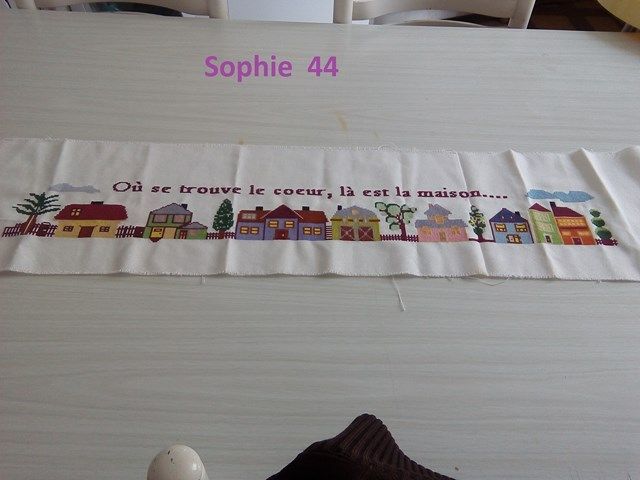 Sophie 44
Où se trouve le coeur, là est la maison....